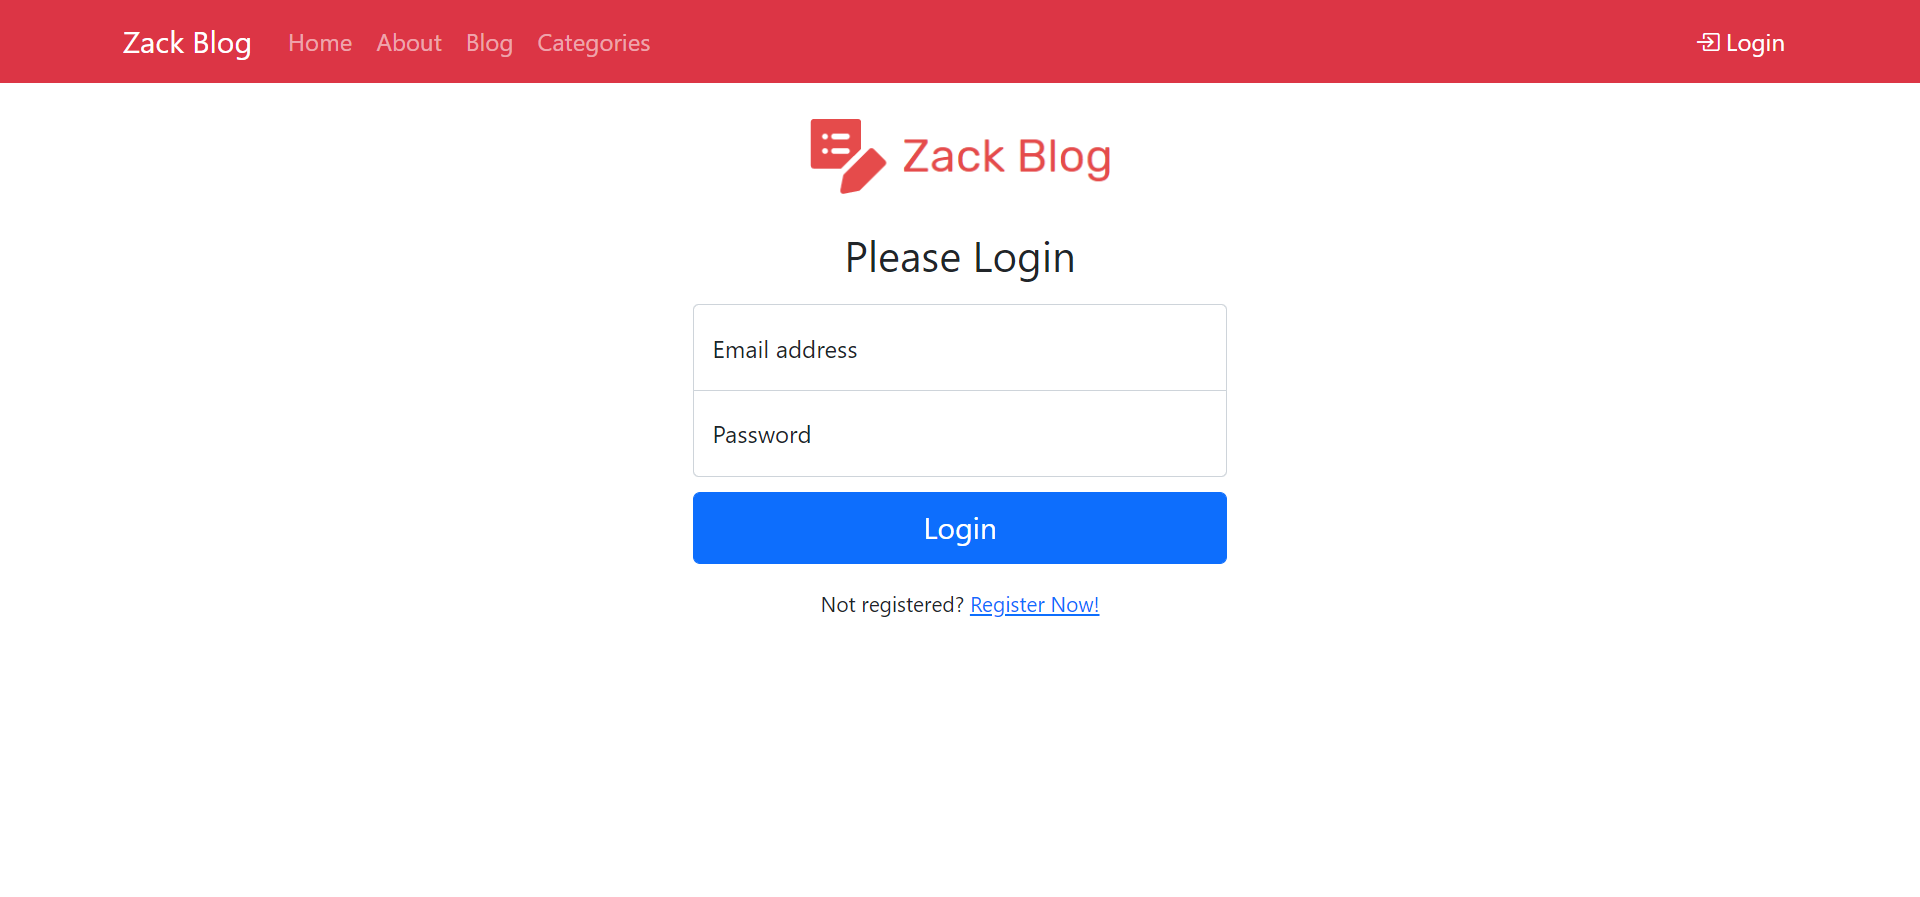 Zack Blog Home About Blog Categories Login
Zack Blog
Please Login
Email address
Password
Login
Not registered? Register Now!